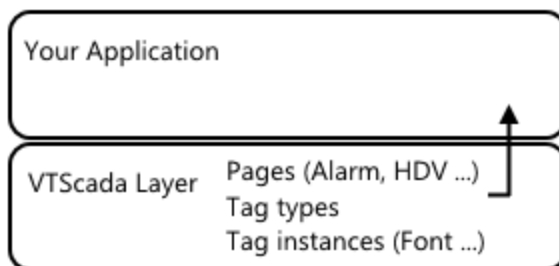 Your Application
VTScada Layer
Pages (Alarm, HDV ...)
Tag types
Tag instances (Font ...)